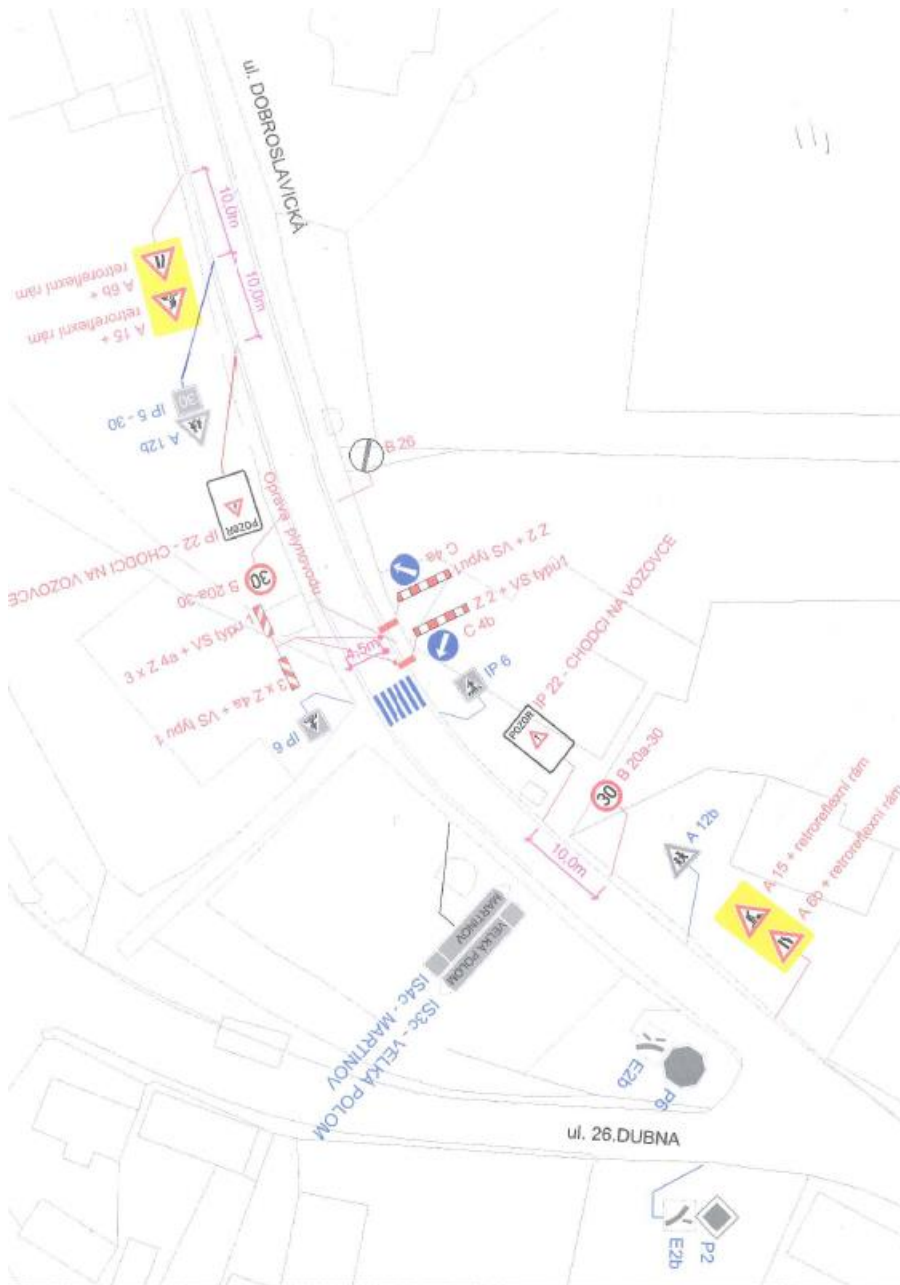 ul. DOBROSLAVICKÁ
10,0m
10,0m
A 6b +
retroreflexní rám
A 15 +
retroreflexní rám
30
IP 5 - 30
A 12b
B 26
POZOR
IP 22 - CHODCI NA VOZOVCE
Oprava plynovodu
30
B 20a-30
C 4a
Z 2 + VS typu1
Z 2 + VS typu1
C 4b
3 x Z 4a + VS typu 1
3 x Z 4a + VS typu 1
4,5m
IP 6
IP 6
POZOR
IP 22 - CHODCI NA VOZOVCE
30
B 20a-30
10,0m
A 12b
A 15 + retroreflexní rám
A 6b + retroreflexní rám
MARTINOV
VELKÁ POLOM
IS4c - MARTINOV
IS3c - VELKÁ POLOM
E2b
P6
ul. 26.DUBNA
E2b
P2